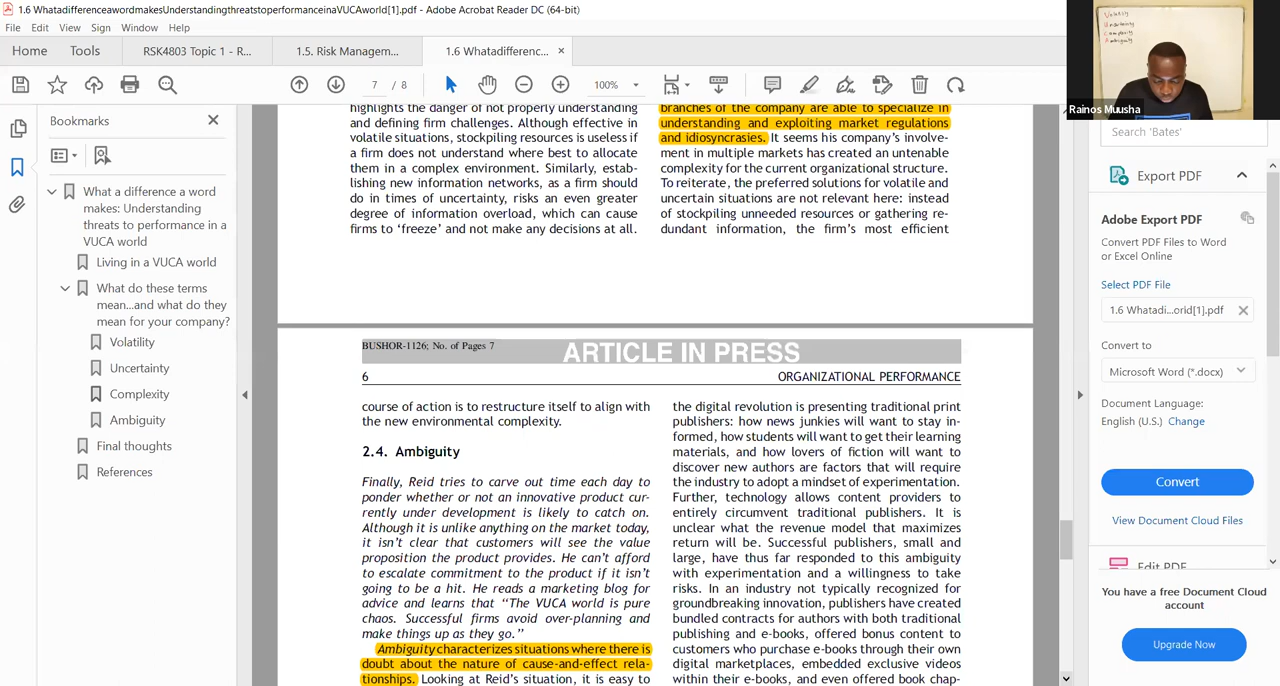 1.6 WhatadifferenceawordmakesUnderstandingthreatstoperformanceinaVUCAworld[1].pdf - Adobe Acrobat Reader DC (64-bit)
File Edit View Sign Window Help
Home Tools RSK4803 Topic 1 - R... 1.5. Risk Managem... 1.6 Whatadifferenc... ×
7 / 8 100%
Bookmarks
What a difference a word
makes: Understanding
threats to performance in a
VUCA world
Living in a VUCA world
What do these terms
mean...and what do they
mean for your company?
Volatility
Uncertainty
Complexity
Ambiguity
Final thoughts
References
highlights the danger of not properly understanding
and defining firm challenges. Although effective in
volatile situations, stockpiling resources is useless if
a firm does not understand where best to allocate
them in a complex environment. Similarly, estab-
lishing new information networks, as a firm should
do in times of uncertainty, risks an even greater
degree of information overload, which can cause
firms to ‘freeze’ and not make any decisions at all.
branches of the company are able to specialize in
understanding and exploiting market regulations
and idiosyncrasies. It seems his company’s involve-
ment in multiple markets has created an untenable
complexity for the current organizational structure.
To reiterate, the preferred solutions for volatile and
uncertain situations are not relevant here: instead
of stockpiling unneeded resources or gathering re-
dundant information, the firm’s most efficient
BUSHOR-1126; No. of Pages 7
ARTICLE IN PRESS
6 ORGANIZATIONAL PERFORMANCE
course of action is to restructure itself to align with
the new environmental complexity.
2.4. Ambiguity
Finally, Reid tries to carve out time each day to
ponder whether or not an innovative product cur-
rently under development is likely to catch on.
Although it is unlike anything on the market today,
it isn’t clear that customers will see the value
proposition the product provides. He can’t afford
to escalate commitment to the product if it isn’t
going to be a hit. He reads a marketing blog for
advice and learns that “The VUCA world is pure
chaos. Successful firms avoid over-planning and
make things up as they go.”
Ambiguity characterizes situations where there is
doubt about the nature of cause-and-effect rela-
tionships. Looking at Reid’s situation, it is easy to
the digital revolution is presenting traditional print
publishers: how news junkies will want to stay in-
formed, how students will want to get their learning
materials, and how lovers of fiction will want to
discover new authors are factors that will require
the industry to adopt a mindset of experimentation.
Further, technology allows content providers to
entirely circumvent traditional publishers. It is
unclear what the revenue model that maximizes
return will be. Successful publishers, small and
large, have thus far responded to this ambiguity
with experimentation and a willingness to take
risks. In an industry not typically recognized for
groundbreaking innovation, publishers have created
bundled contracts for authors with both traditional
publishing and e-books, offered bonus content to
customers who purchase e-books through their own
digital marketplaces, embedded exclusive videos
within their e-books, and even offered book chap-
Rainos Muusha
Search 'Bates'
Export PDF
Adobe Export PDF
Convert PDF Files to Word
or Excel Online
Select PDF File
1.6 Whatadi...orld[1].pdf
Convert to
Microsoft Word (*.docx)
Document Language:
English (U.S.) Change
Convert
View Document Cloud Files
Edit PDF
You have a free Document Cloud
account
Upgrade Now